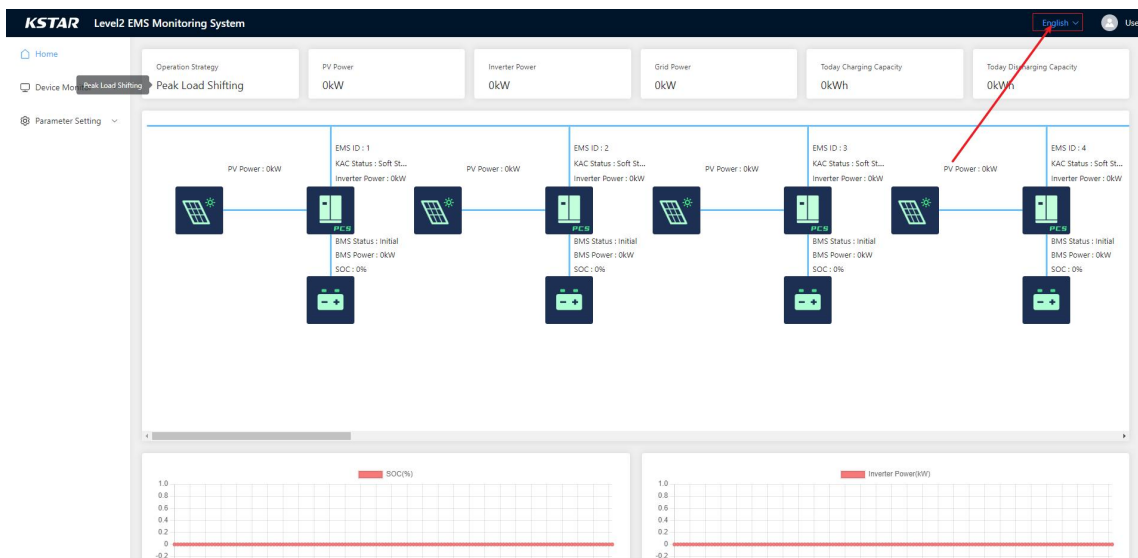 KSTAR Level2 EMS Monitoring System English Use
Home
Device Monitor
Peak Load Shifting
Parameter Setting
Operation Strategy
Peak Load Shifting
PV Power
0kW
Inverter Power
0kW
Grid Power
0kW
Today Charging Capacity
0kWh
Today Discharging Capacity
0kWh
PV Power : 0kW
EMS ID : 1
KAC Status : Soft St...
Inverter Power : 0kW
PCS
BMS Status : Initial
BMS Power : 0kW
SOC : 0%
PV Power : 0kW
EMS ID : 2
KAC Status : Soft St...
Inverter Power : 0kW
PCS
BMS Status : Initial
BMS Power : 0kW
SOC : 0%
PV Power : 0kW
EMS ID : 3
KAC Status : Soft St...
Inverter Power : 0kW
PCS
BMS Status : Initial
BMS Power : 0kW
SOC : 0%
PV Power : 0kW
EMS ID : 4
KAC Status : Soft St...
Inverter Power : 0kW
PCS
BMS Status : Initial
BMS Power : 0kW
SOC : 0%
SOC(%)
1.0
0.8
0.6
0.4
0.2
0
-0.2
Inverter Power(kW)
1.0
0.8
0.6
0.4
0.2
0
-0.2